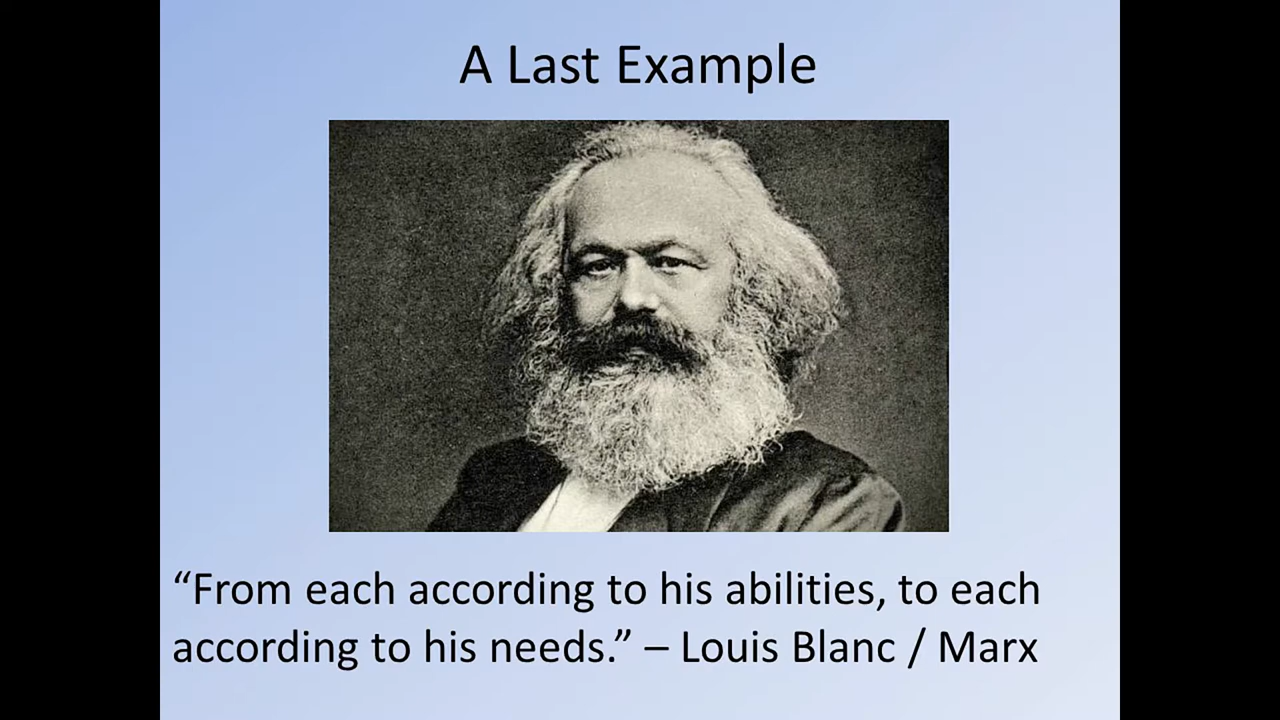 A Last Example
“From each according to his abilities, to each
according to his needs.” – Louis Blanc / Marx